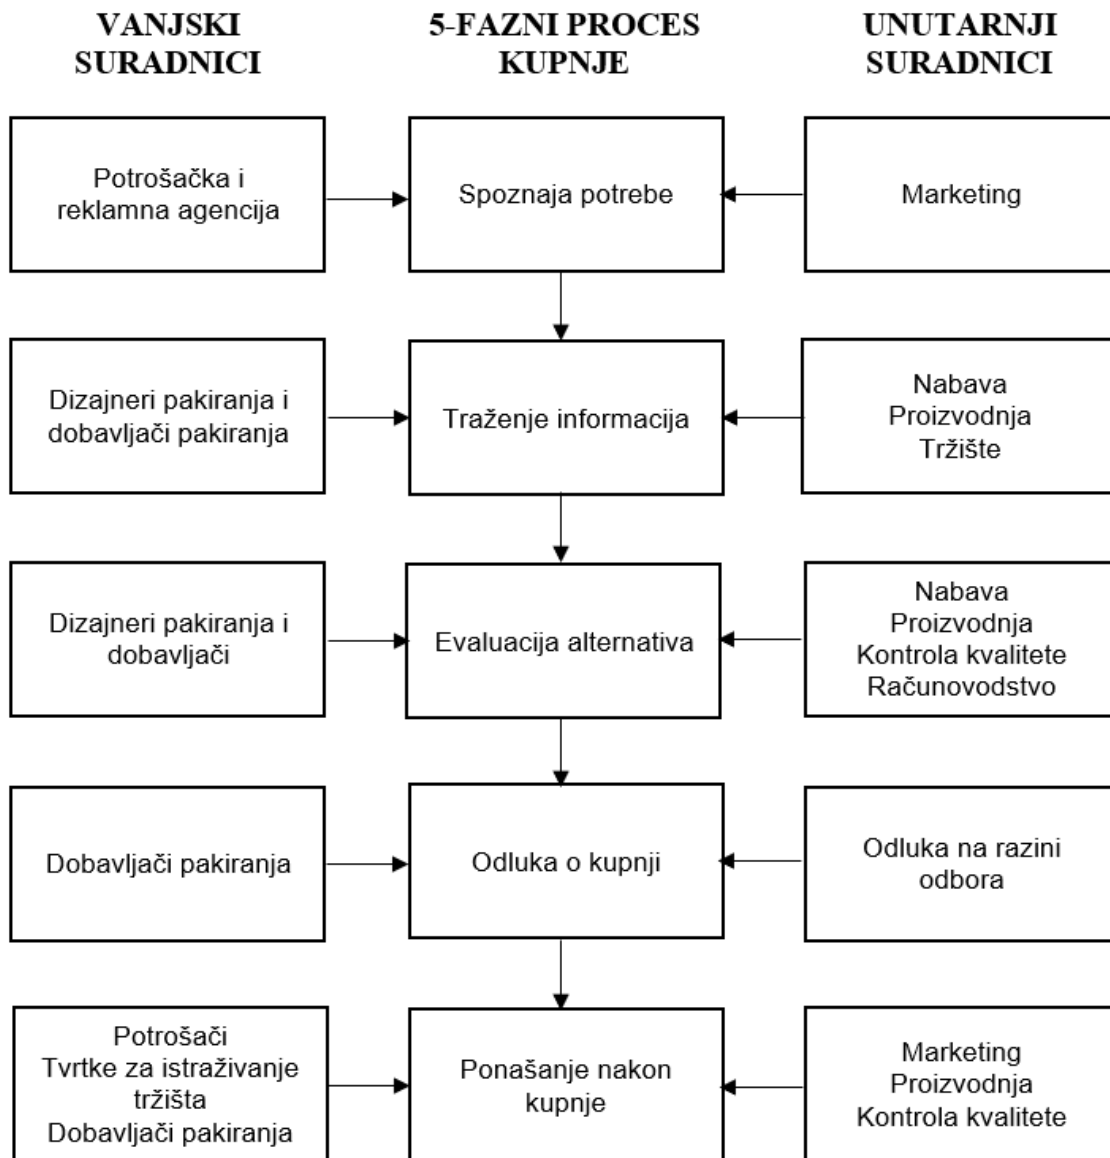 VANJSKI
SURADNICI
5-FAZNI PROCES
KUPNJE
UNUTARNJI
SURADNICI
Potrošačka i
reklamna agencija
Spoznaja potrebe
Marketing
Dizajneri pakiranja i
dobavljači pakiranja
Traženje informacija
Nabava
Proizvodnja
Tržište
Dizajneri pakiranja i
dobavljači
Evaluacija alternativa
Nabava
Proizvodnja
Kontrola kvalitete
Računovodstvo
Dobavljači pakiranja
Odluka o kupnji
Odluka na razini
odbora
Potrošači
Tvrtke za istraživanje
tržišta
Dobavljači pakiranja
Ponašanje nakon
kupnje
Marketing
Proizvodnja
Kontrola kvalitete